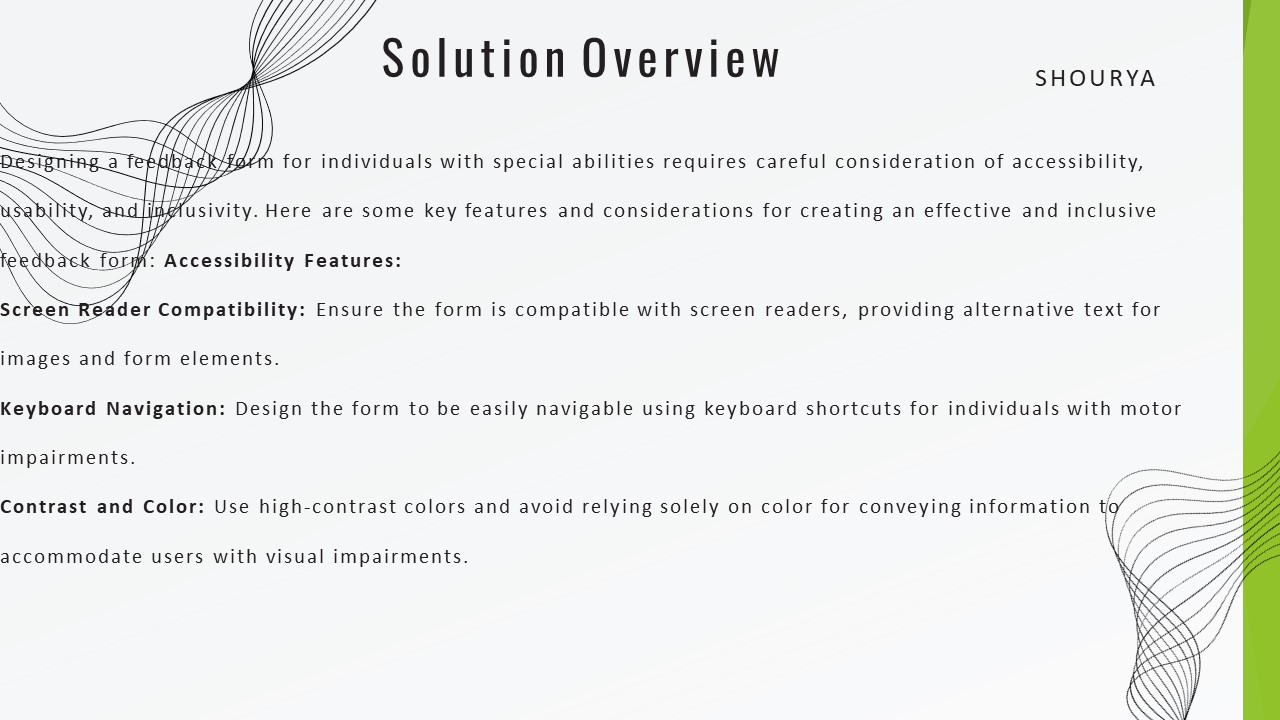 Solution Overview
SHOURYA
Designing a feedback form for individuals with special abilities requires careful consideration of accessibility,
usability, and inclusivity. Here are some key features and considerations for creating an effective and inclusive
feedback form: Accessibility Features:
Screen Reader Compatibility: Ensure the form is compatible with screen readers, providing alternative text for
images and form elements.
Keyboard Navigation: Design the form to be easily navigable using keyboard shortcuts for individuals with motor
impairments.
Contrast and Color: Use high-contrast colors and avoid relying solely on color for conveying information to
accommodate users with visual impairments.